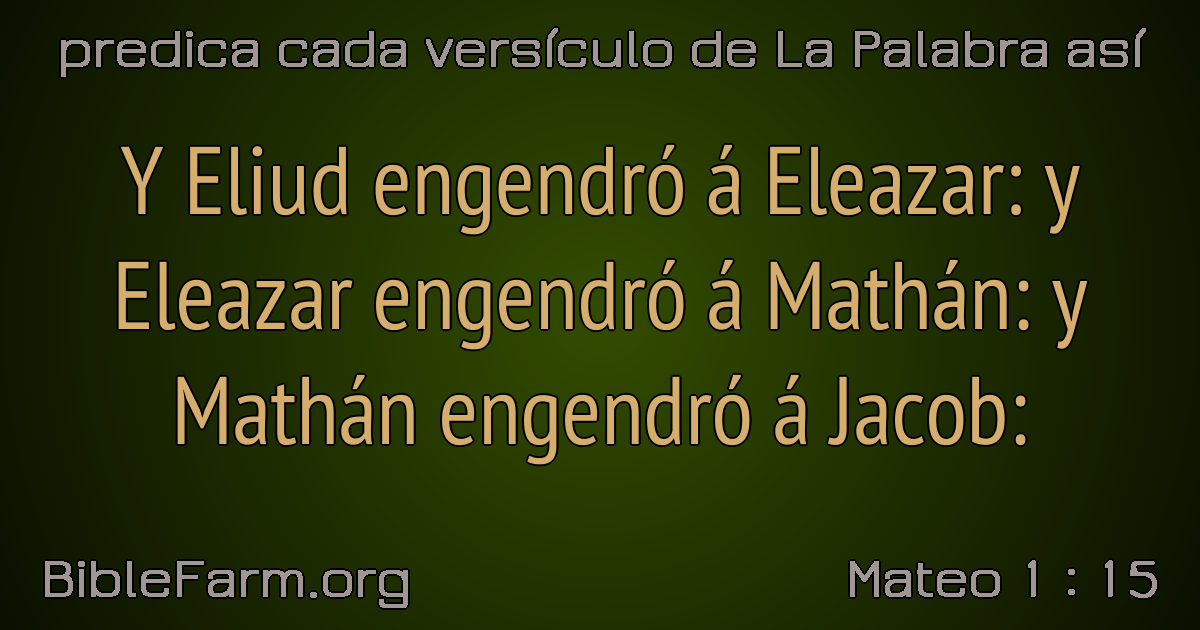 predica cada versículo de La Palabra así
Y Eliud engendró á Eleazar: y
Eleazar engendró á Mathán: y
Mathán engendró á Jacob:
BibleFarm.org
Mateo 1 : 15